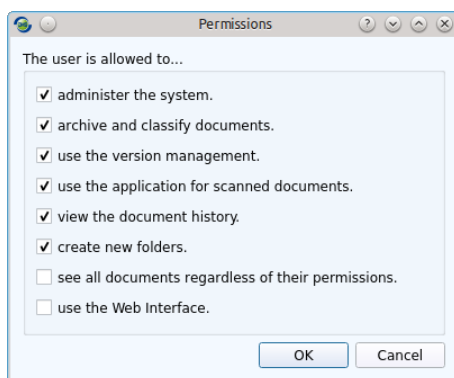 Permissions
The user is allowed to...
administer the system.
archive and classify documents.
use the version management.
use the application for scanned documents.
view the document history.
create new folders.
see all documents regardless of their permissions.
use the Web Interface.
OK Cancel